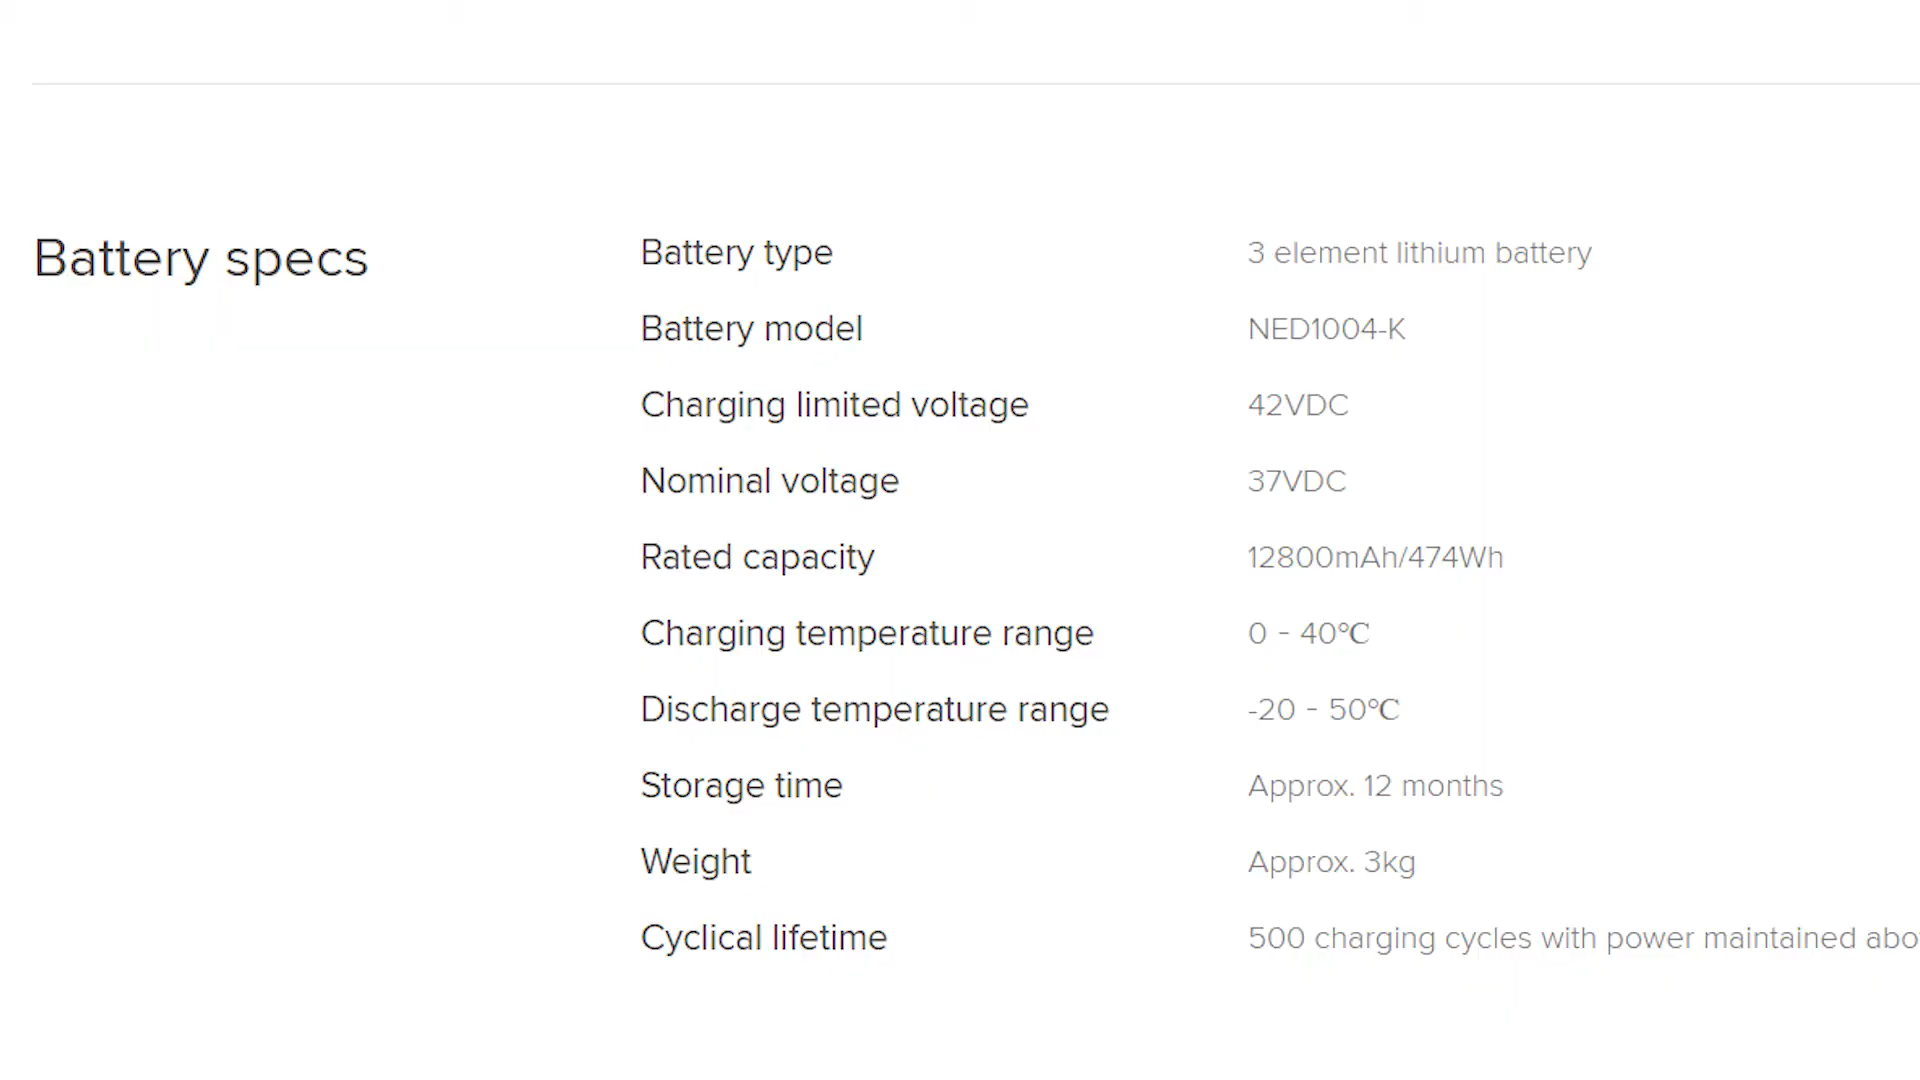 Battery specs
Battery type 3 element lithium battery
Battery model NED1004-K
Charging limited voltage 42VDC
Nominal voltage 37VDC
Rated capacity 12800mAh/474Wh
Charging temperature range 0 - 40℃
Discharge temperature range -20 - 50℃
Storage time Approx. 12 months
Weight Approx. 3kg
Cyclical lifetime 500 charging cycles with power maintained